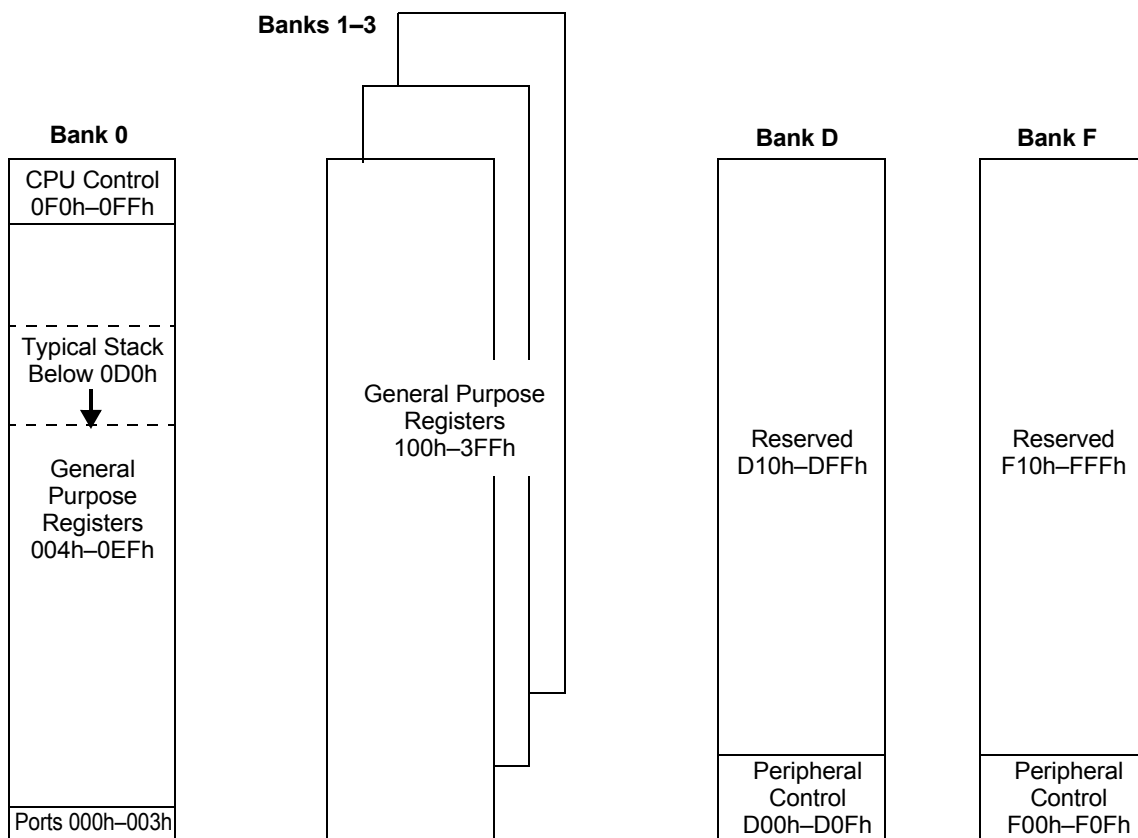 Banks 1–3
Bank 0
CPU Control
0F0h–0FFh
Typical Stack
Below 0D0h
General
Purpose
Registers
004h–0EFh
Ports 000h–003h
General Purpose
Registers
100h–3FFh
Bank D
Reserved
D10h–DFFh
Peripheral
Control
D00h–D0Fh
Bank F
Reserved
F10h–FFFh
Peripheral
Control
F00h–F0Fh